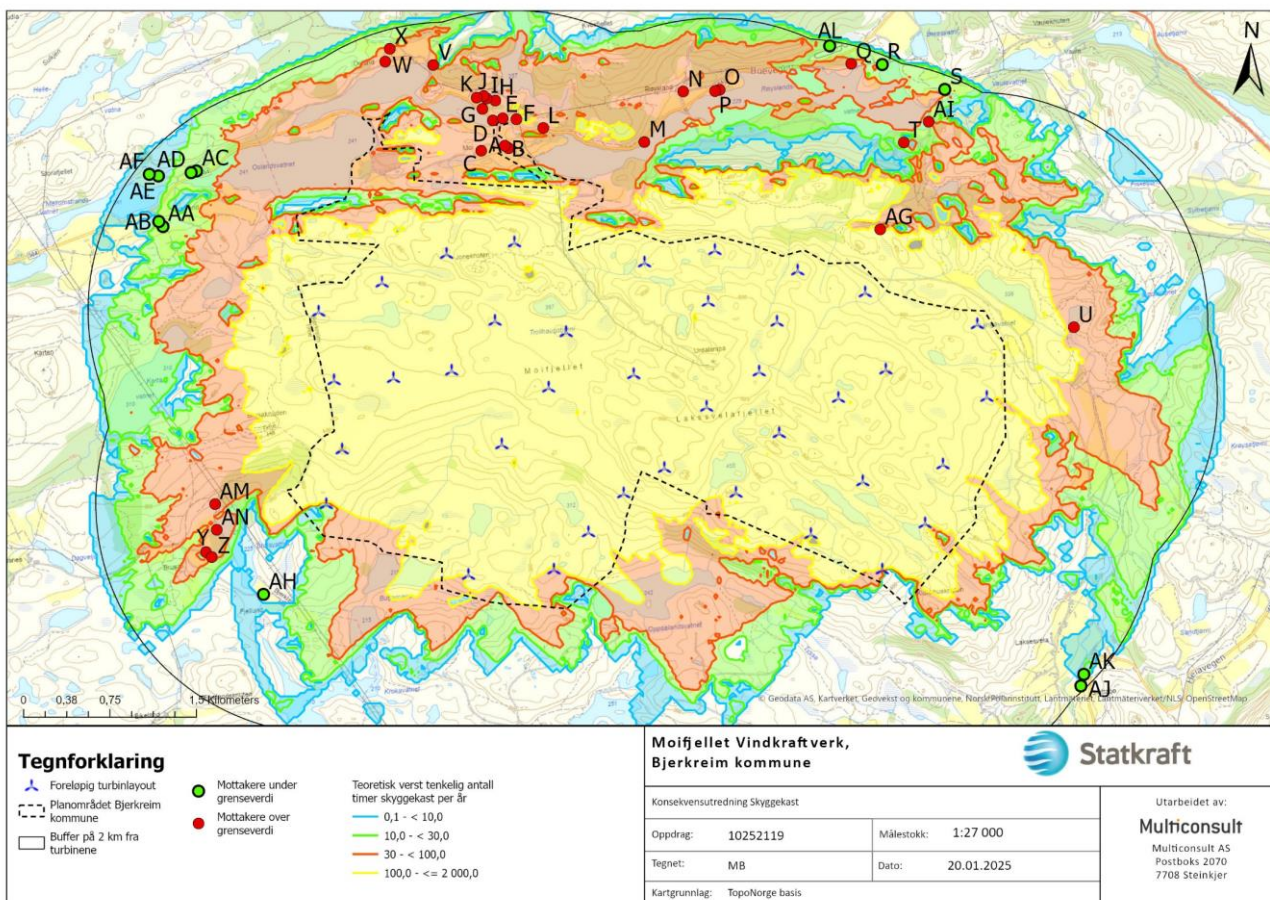 N
X
AL
V
W
Q
R
K
J
I
H
N
O
P
S
G
E
F
L
AI
D
M
T
C
A
B
AF
AD
AC
AE
AB
AA
AG
U
Moifjellet
Laksvelafjellet
AM
AN
Y
Z
AH
AK
AJ
0 0,38 0,75 1,5 Kilometers
© Geodata AS, Kartverket, Geovekst og kommunene, Norsk Polarinstitutt, Lantmäteriet, Lantmäteriverket/NLS, OpenStreetMap
Tegnforklaring
Foreløpig turbinlayout
Planområdet Bjerkreim
kommune
Buffer på 2 km fra
turbinene
Mottakere under
grenseverdi
Mottakere over
grenseverdi
Teoretisk verst tenkelig antall
timer skyggekast per år
0,1 - < 10,0
10,0 - < 30,0
30 - < 100,0
100,0 - <= 2 000,0
Moifjellet Vindkraftverk,
Bjerkreim kommune
Statkraft
Konsekvensutredning Skyggekast
Oppdrag: 10252119 Målestokk: 1:27 000
Tegnet: MB Dato: 20.01.2025
Kartgrunnlag: TopoNorge basis
Utarbeidet av:
Multiconsult
Multiconsult AS
Postboks 2070
7708 Steinkjer